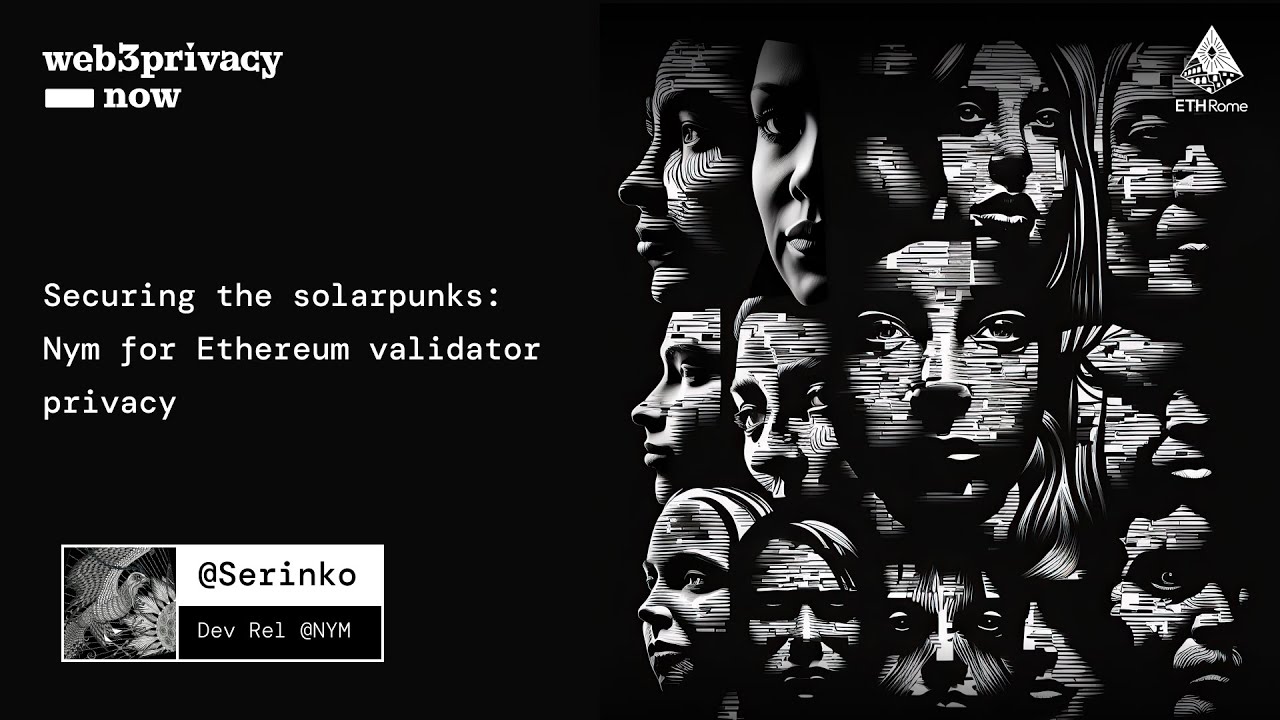 web3privacy
now
ETHRome
Securing the solarpunks:
Nym for Ethereum validator
privacy
@Serinko
Dev Rel @NYM